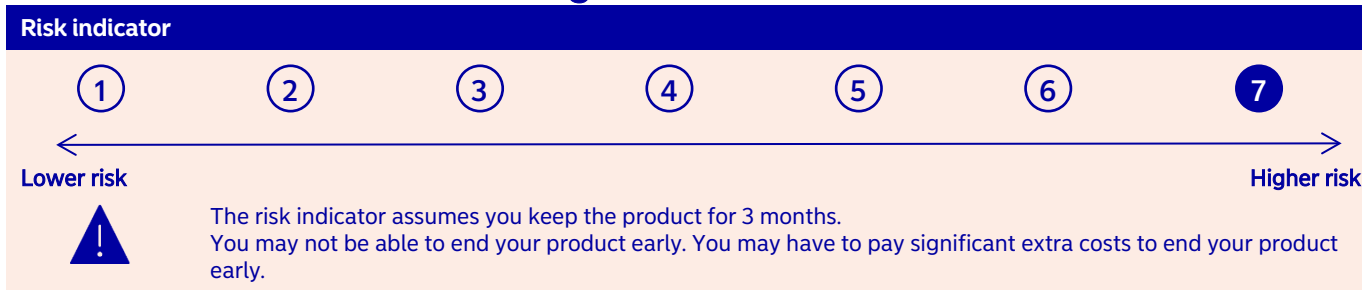 Risk indicator
1 2 3 4 5 6 7
Lower risk Higher risk
The risk indicator assumes you keep the product for 3 months.
You may not be able to end your product early. You may have to pay significant extra costs to end your product
early.